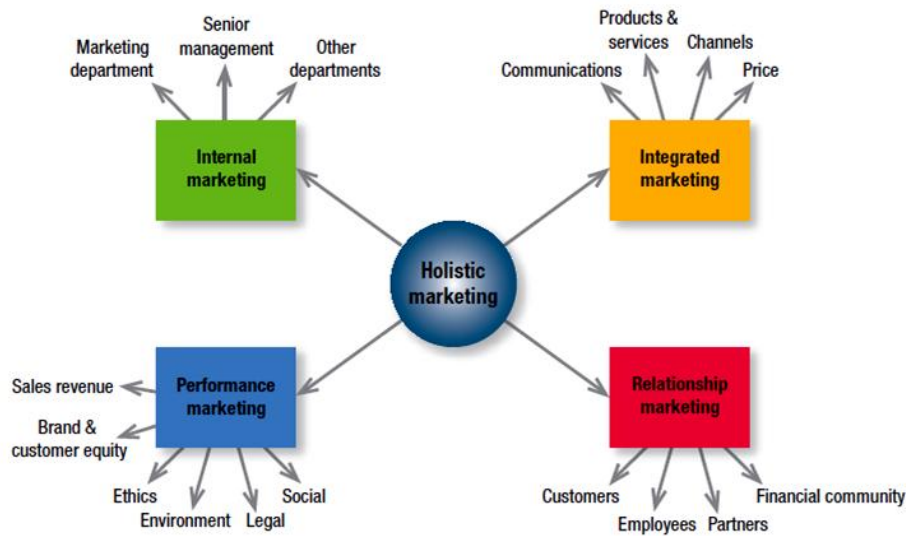 Marketing
department
Senior
management
Other
departments
Internal
marketing
Communications
Products &
services
Channels
Price
Integrated
marketing
Holistic
marketing
Sales revenue
Brand &
customer equity
Ethics
Environment
Legal
Social
Performance
marketing
Relationship
marketing
Customers
Employees
Partners
Financial community